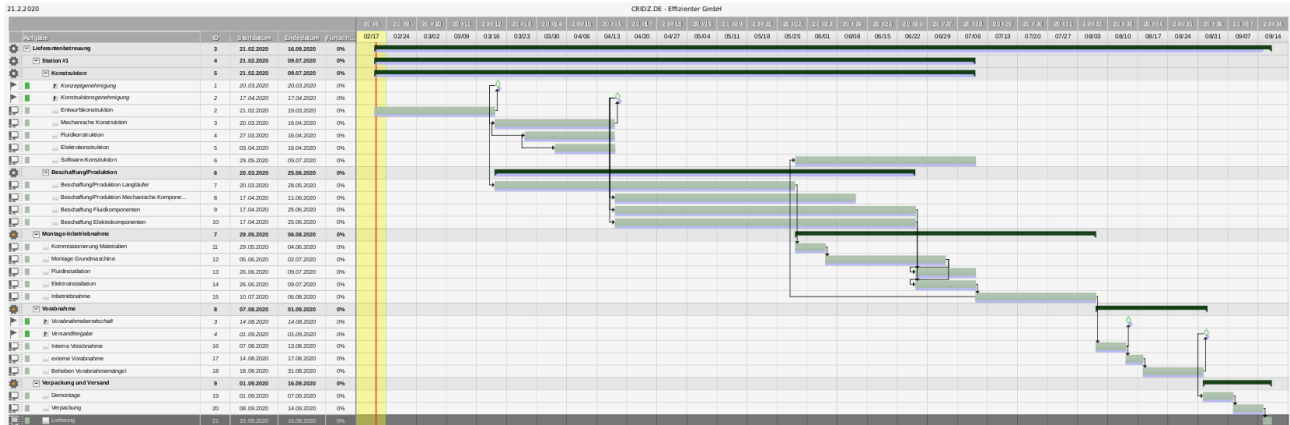 21.2.2020 CRIDZ.DE - Effizienter GmbH
02/17 02/24 03/02 03/09 03/16 03/23 03/30 04/06 04/13 04/20 04/27 05/04 05/11 05/18 05/25 06/01 06/08 06/15 06/22 06/29 07/06 07/13 07/20 07/27 08/03 08/10 08/17 08/24 08/31 09/07 09/14
Aufgabe ID Startdatum Endedatum
Lieferantenbetreuung 3 21.02.2020 16.09.2020 0%
Station #1 4 21.02.2020 09.07.2020 0%
Konstruktion 5 21.02.2020 09.07.2020 0%
Konzeptgenehmigung 1 20.03.2020 20.03.2020 0%
Konstruktionsgenehmigung 2 17.04.2020 17.04.2020 0%
Entwurfskonstruktion 2 21.02.2020 19.03.2020 0%
Mechanische Konstruktion 3 20.03.2020 16.04.2020 0%
Fluidkonstruktion 4 27.03.2020 16.04.2020 0%
Elektrokonstruktion 5 03.04.2020 16.04.2020 0%
Software-Konstruktion 6 29.05.2020 09.07.2020 0%
Beschaffung/Produktion 6 20.03.2020 25.06.2020 0%
Beschaffung/Produktion Langläufer 7 20.03.2020 28.05.2020 0%
Beschaffung/Produktion Mechanische Kompone... 8 17.04.2020 11.06.2020 0%
Beschaffung Fluidkomponenten 9 17.04.2020 25.06.2020 0%
Beschaffung Elektrokomponenten 10 17.04.2020 25.06.2020 0%
Montage-Inbetriebnahme 7 29.05.2020 06.08.2020 0%
Kommissionierung Materialien 11 29.05.2020 04.06.2020 0%
Montage Grundmaschine 12 05.06.2020 02.07.2020 0%
Fluidinstallation 13 26.06.2020 09.07.2020 0%
Elektroinstallation 14 26.06.2020 09.07.2020 0%
Inbetriebnahme 15 10.07.2020 06.08.2020 0%
Vorabnahme 8 07.08.2020 01.09.2020 0%
Vorabnahmebereitschaft 3 14.08.2020 14.08.2020 0%
Versandfreigabe 4 01.09.2020 01.09.2020 0%
Interne Vorabnahme 16 07.08.2020 13.08.2020 0%
externe Vorabnahme 17 14.08.2020 17.08.2020 0%
Beheben Vorabnahmemängel 18 18.08.2020 31.08.2020 0%
Verpackung und Versand 9 01.09.2020 16.09.2020 0%
Demontage 19 01.09.2020 07.09.2020 0%
Verpackung 20 08.09.2020 14.09.2020 0%
Lieferung 21 15.09.2020 16.09.2020 0%